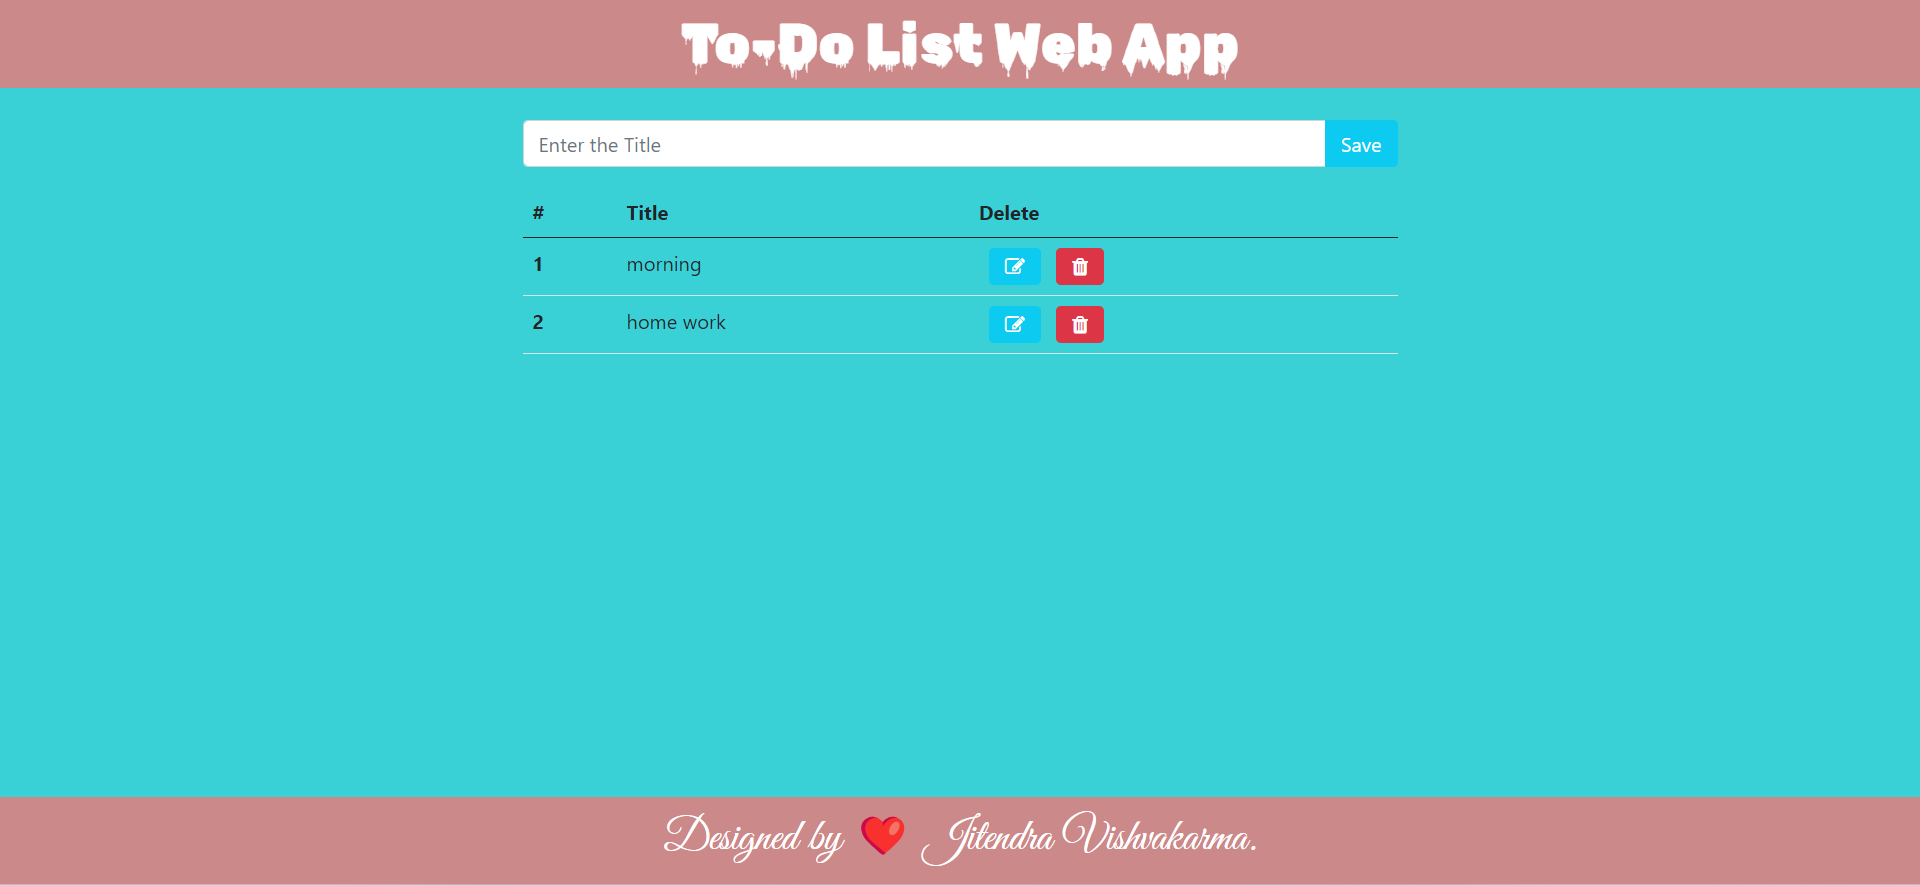 To-Do List Web App
Enter the Title Save
# Title Delete
1 morning
2 home work
Designed by ❤️ Jitendra Vishvakarma.